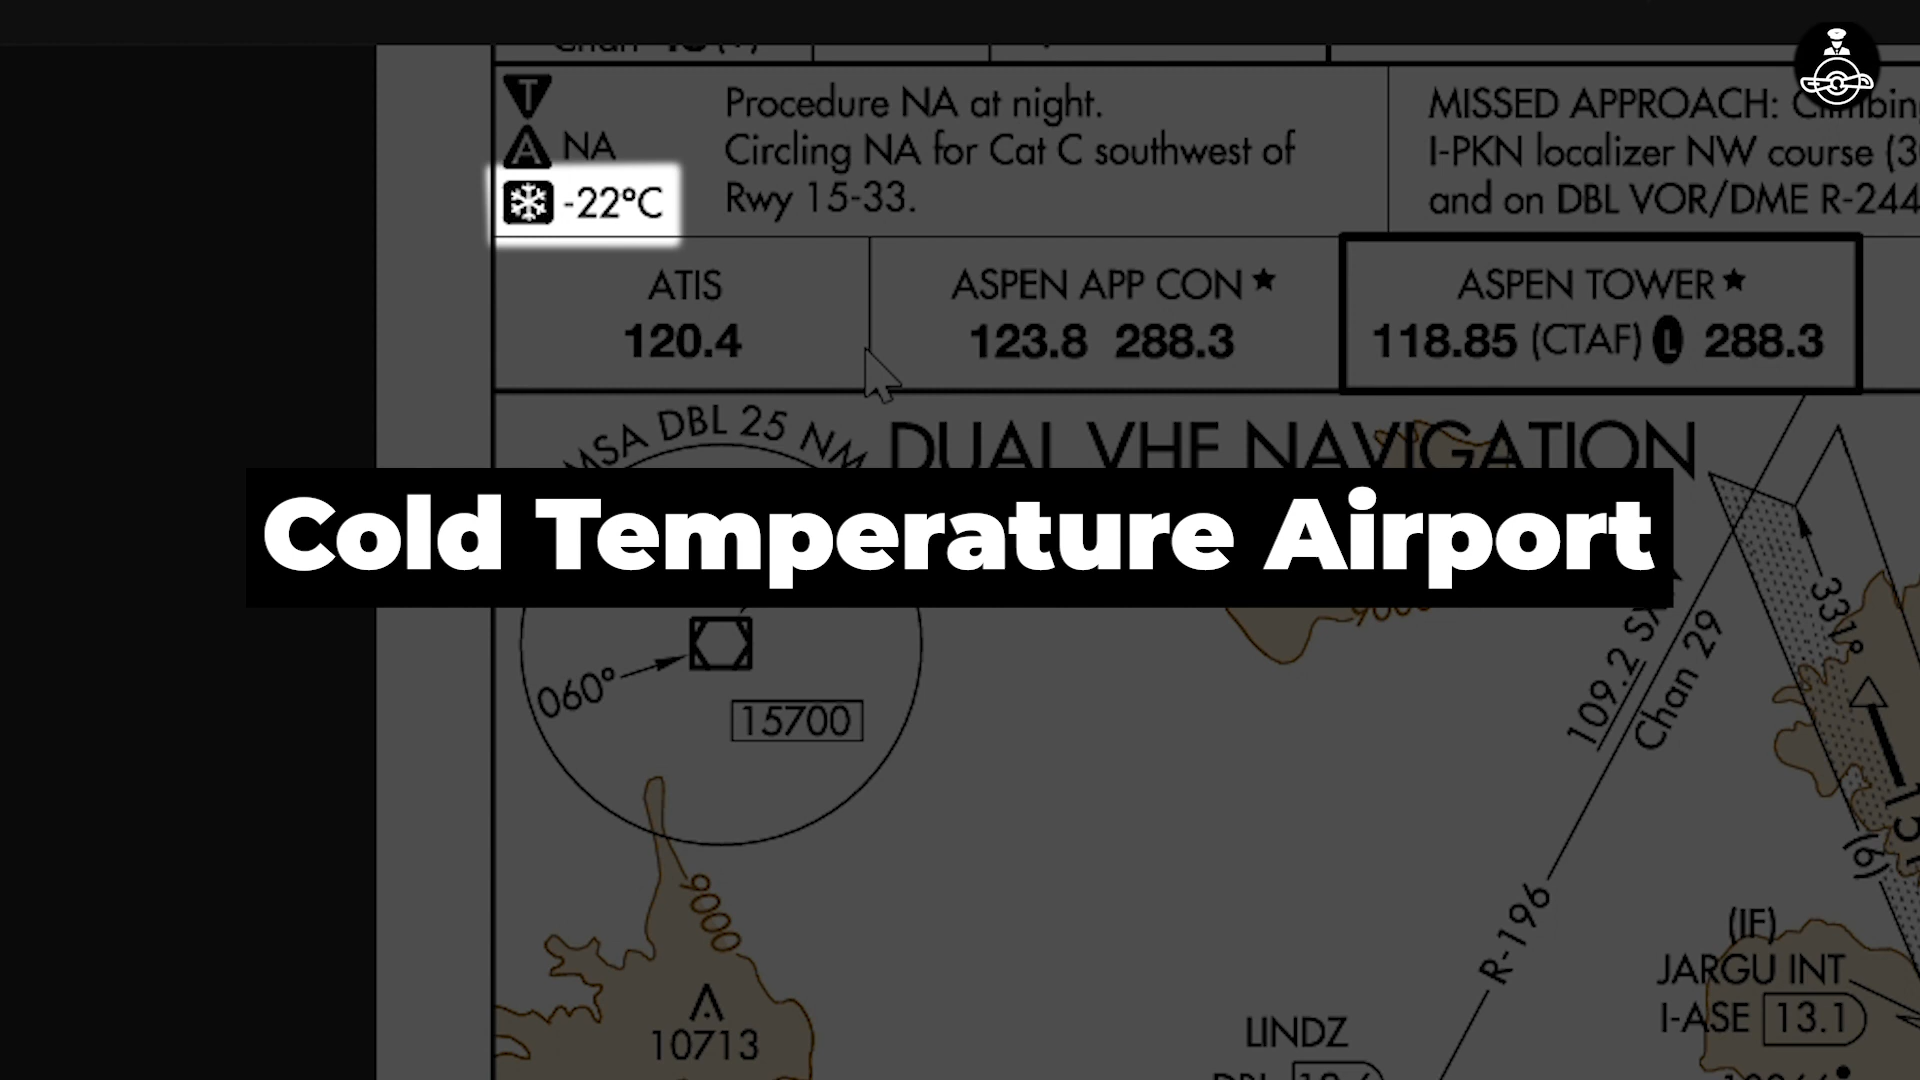 T
A NA
-22°C
Procedure NA at night.
Circling NA for Cat C southwest of
Rwy 15-33.
MISSED APPROACH:
I-PKN localizer NW course
and on DBL VOR/DME R-244
ATIS
120.4
ASPEN APP CON★
123.8 288.3
ASPEN TOWER★
118.85 (CTAF) L 288.3
MSA DBL 25 NM
DUAL VHF NAVIGATION
Cold Temperature Airport
060°
15700
9000
10713
109.2
Chan 29
R-196
331°
(IF)
JARGU INT
I-ASE 13.1
LINDZ